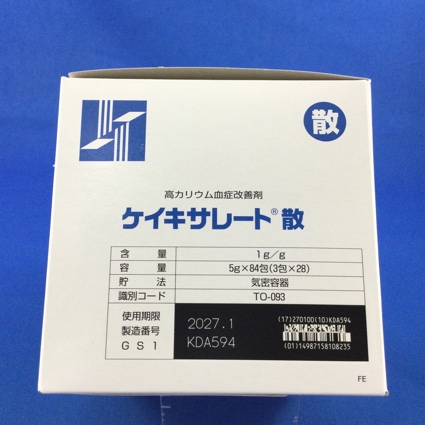 散
高カリウム血症改善剤
ケイキサレート®散
含量 1g/g
容量 5g×84包(3包×28)
貯法 気密容器
識別コード TO-093
使用期限 2027.1
製造番号 KDA594
GS1
(17)270100(10)KDA594
(01)14987158108235
FE